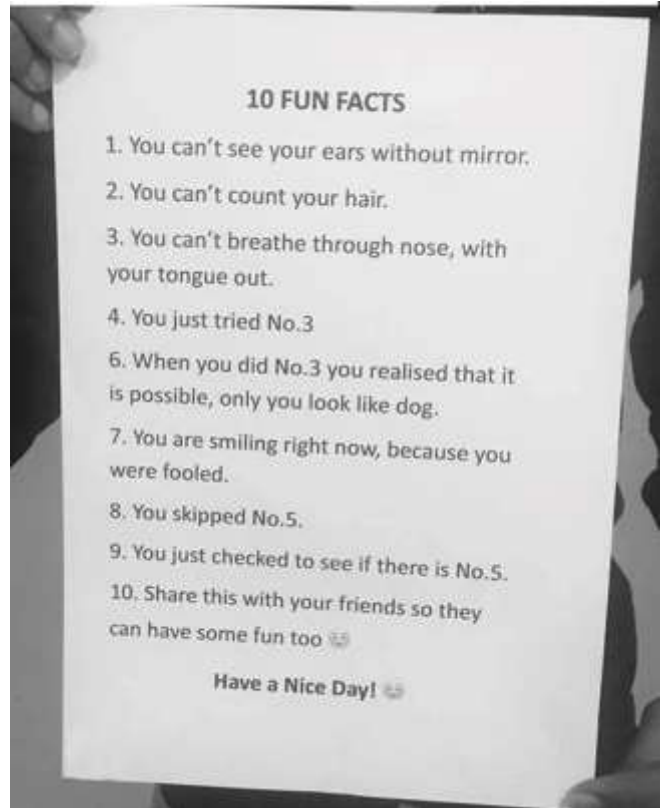 10 FUN FACTS
1. You can't see your ears without mirror.
2. You can't count your hair.
3. You can't breathe through nose, with
your tongue out.
4. You just tried No.3
6. When you did No.3 you realised that it
is possible, only you look like dog.
7. You are smiling right now, because you
were fooled.
8. You skipped No.5.
9. You just checked to see if there is No.5.
10. Share this with your friends so they
can have some fun too
Have a Nice Day!